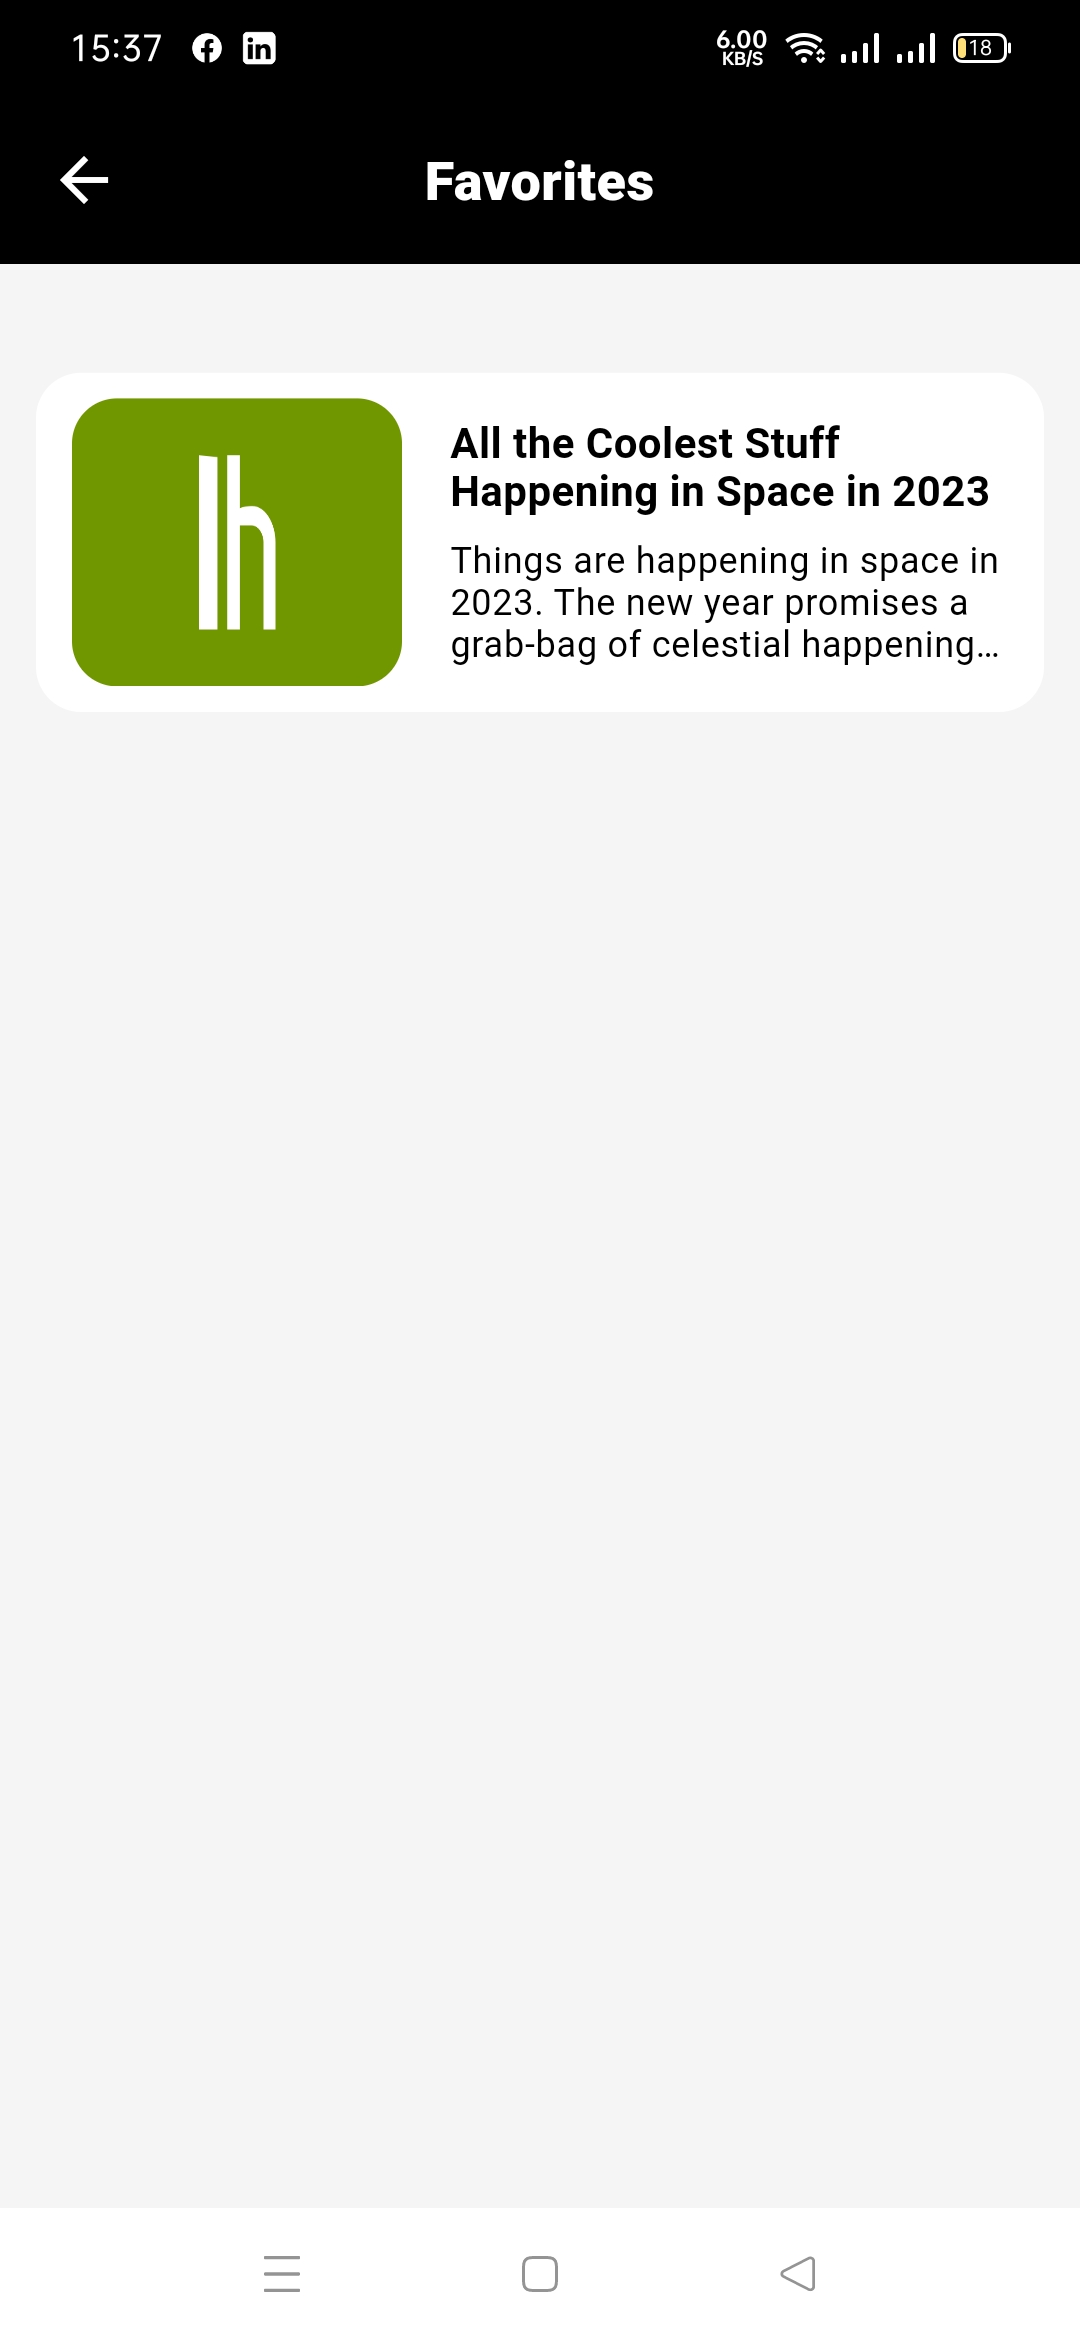 15:37
6.00
KB/S
18
Favorites
lh
All the Coolest Stuff
Happening in Space in 2023
Things are happening in space in
2023. The new year promises a
grab-bag of celestial happening…